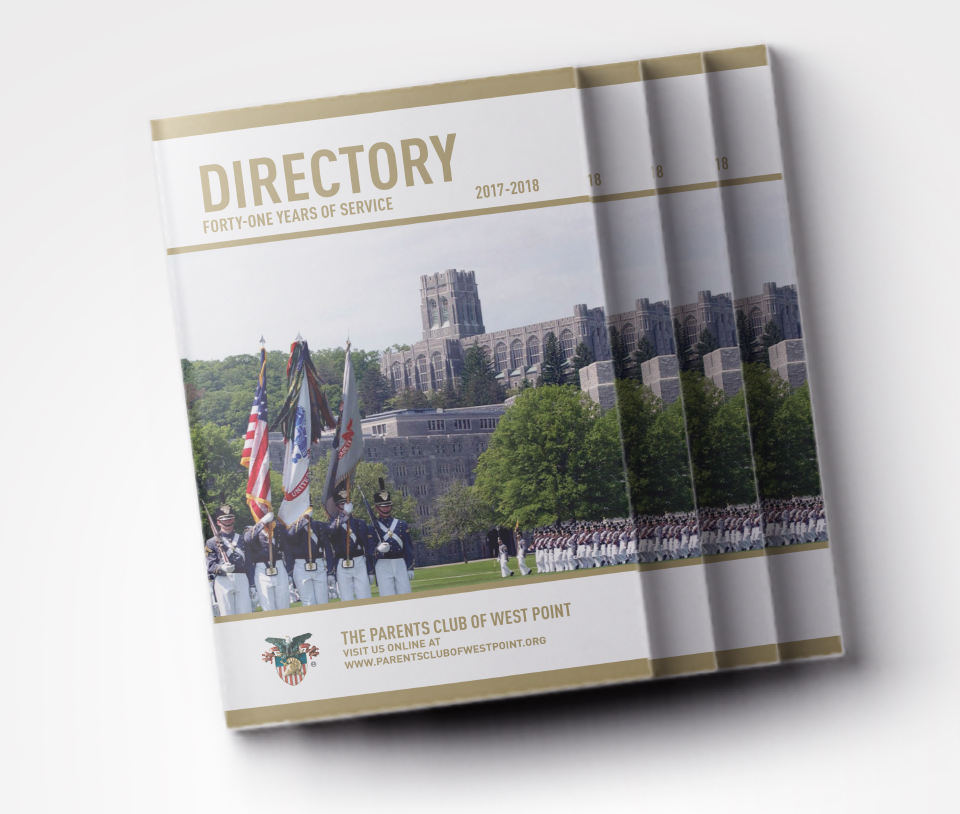 DIRECTORY
FORTY-ONE YEARS OF SERVICE
2017-2018
18
18
18
THE PARENTS CLUB OF WEST POINT
VISIT US ONLINE AT
WWW.PARENTSCLUBOFWESTPOINT.ORG